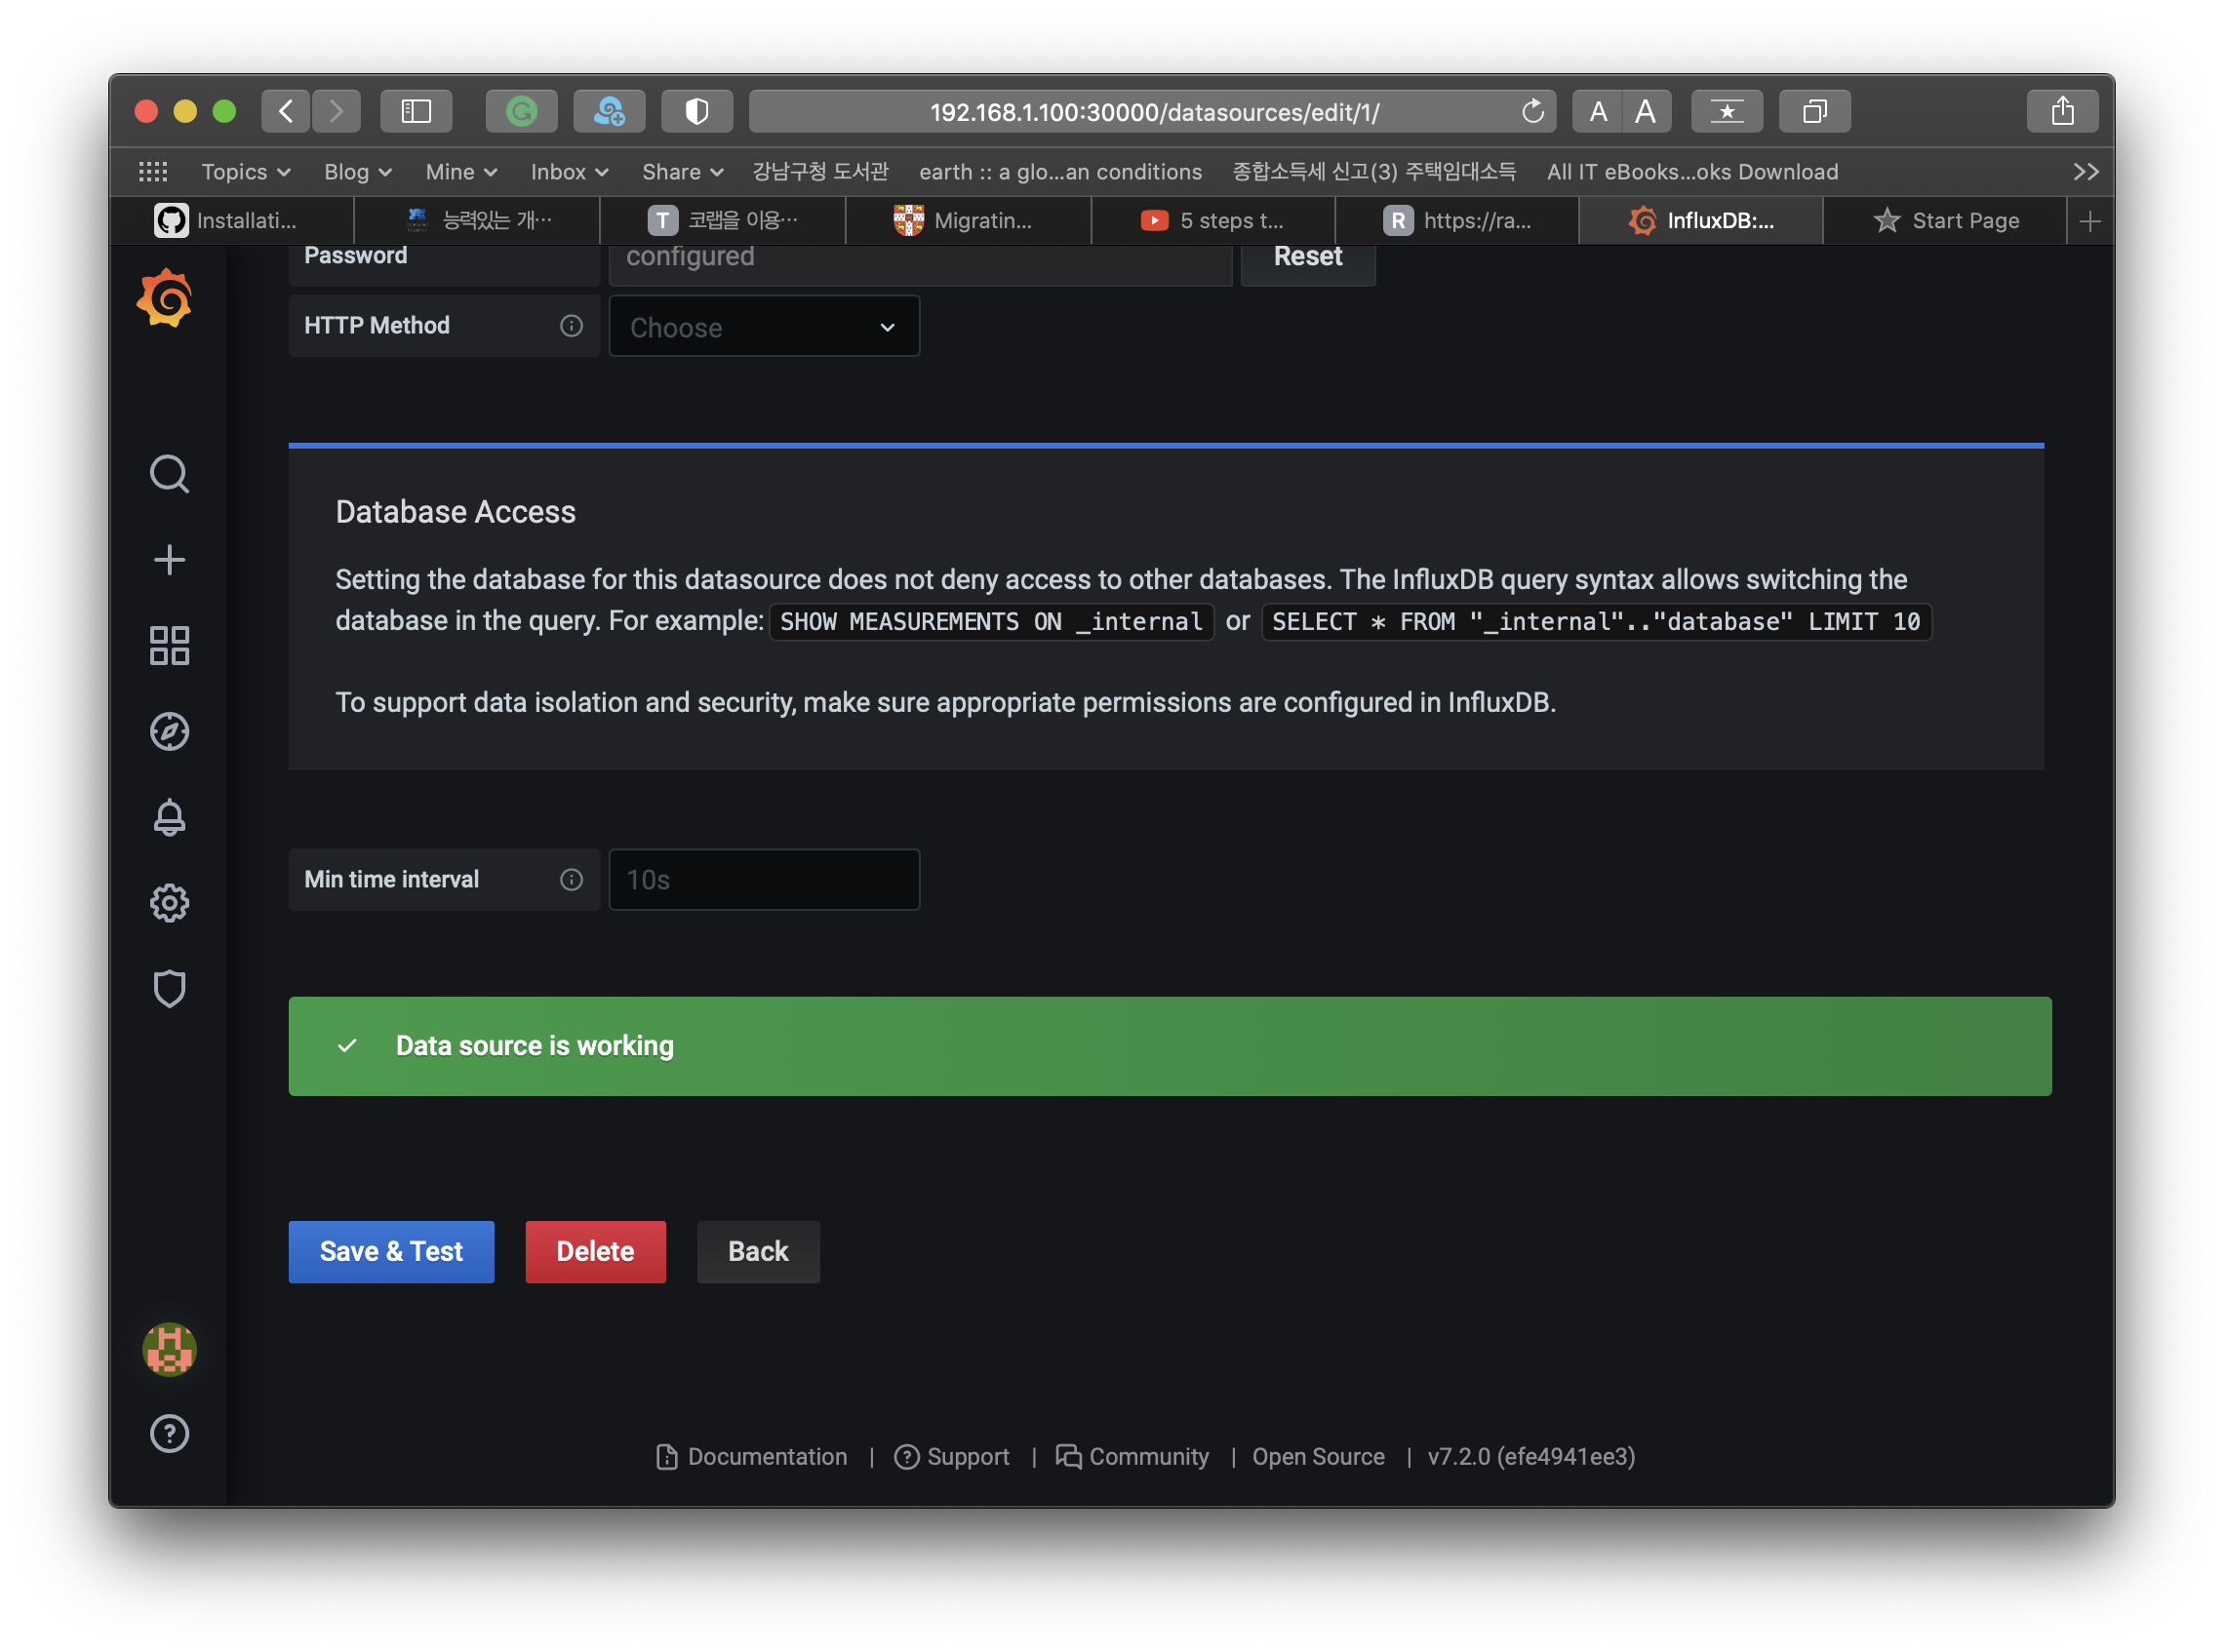 192.168.1.100:30000/datasources/edit/1/
A A
Topics Blog Mine Inbox Share 강남구청 도서관 earth :: a glo...an conditions 종합소득세 신고(3) 주택임대소득 All IT eBooks...oks Download
Installati... 능력있는 개... T 코랩을 이용... Migratin... 5 steps t... R https://ra... InfluxDB:... Start Page
Password configured Reset
HTTP Method Choose
Database Access
Setting the database for this datasource does not deny access to other databases. The InfluxDB query syntax allows switching the
database in the query. For example: SHOW MEASUREMENTS ON _internal or SELECT * FROM "_internal".."database" LIMIT 10
To support data isolation and security, make sure appropriate permissions are configured in InfluxDB.
Min time interval 10s
Data source is working
Save & Test Delete Back
Documentation | Support | Community | Open Source | v7.2.0 (efe4941ee3)